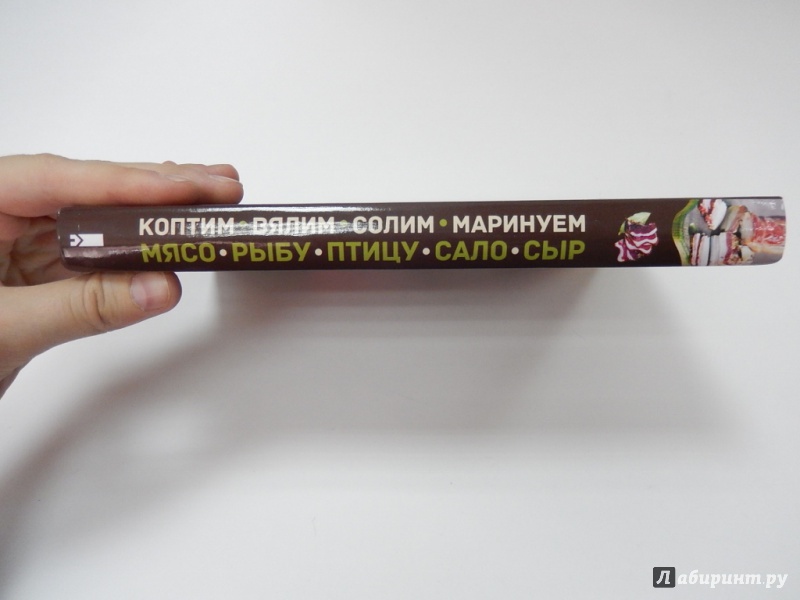 КОПТИМ • ВЯЛИМ • СОЛИМ • МАРИНУЕМ
МЯСО • РЫБУ • ПТИЦУ • САЛО • СЫР
Лабиринт.ру